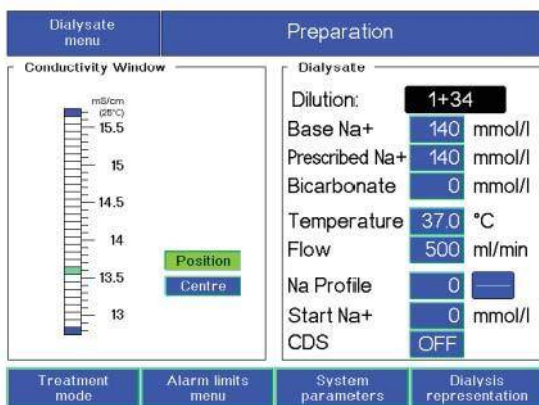 Dialysate
menu
Preparation
Conductivity Window
mS/cm
(25°C)
15.5
15
14.5
14
13.5
13
Position
Centre
Dialysate
Dilution: 1+34
Base Na+ 140 mmol/l
Prescribed Na+ 140 mmol/l
Bicarbonate 0 mmol/l
Temperature 37.0 °C
Flow 500 ml/min
Na Profile 0
Start Na+ 0 mmol/l
CDS OFF
Treatment
mode
Alarm limits
menu
System
parameters
Dialysis
representation